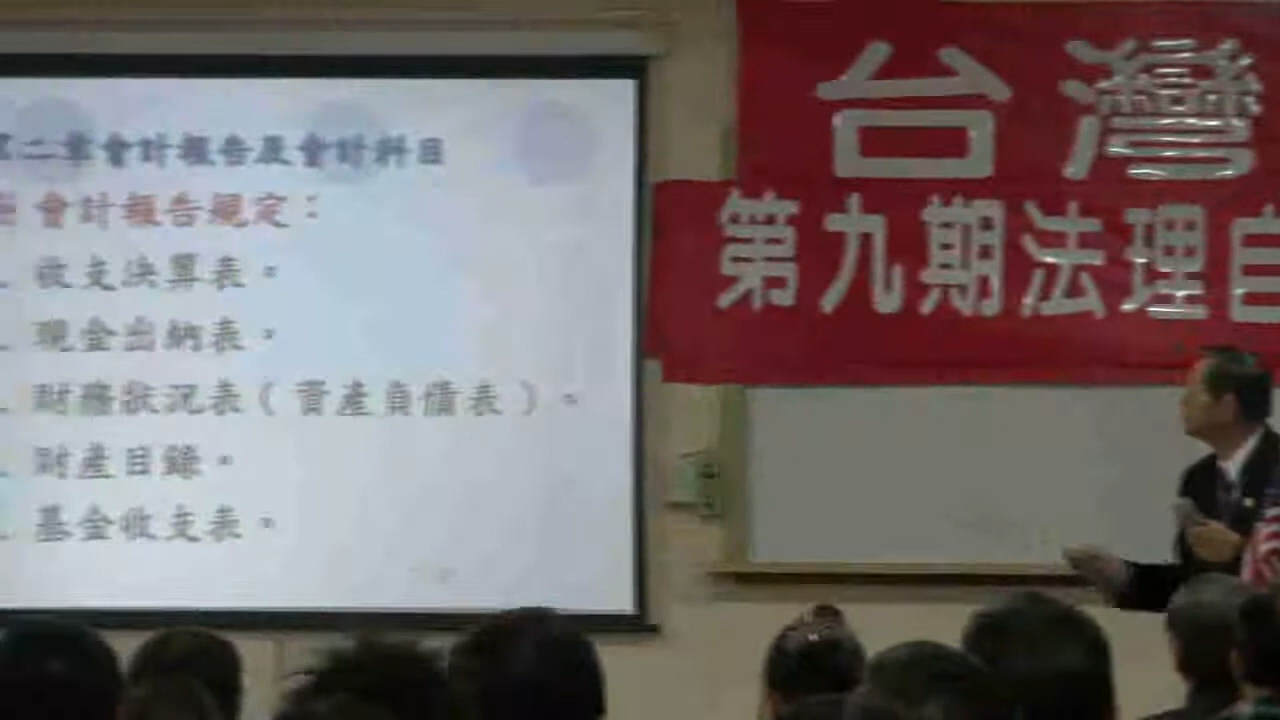 二章會計報告及會計科目
會計報告規定：
收支決算表。
現金出納表。
財務狀況表(資產負債表)。
財產目錄。
基金收支表。
台灣
第九期法理自